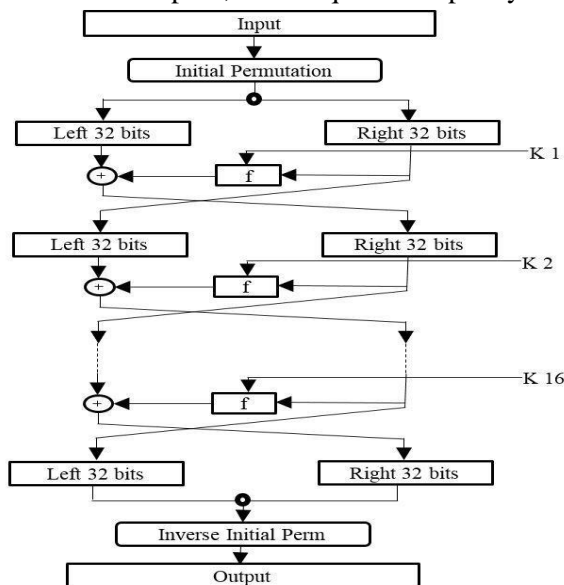 Input
Initial Permutation
Left 32 bits
Right 32 bits
K 1
+
f
Left 32 bits
Right 32 bits
K 2
+
f
K 16
+
f
Left 32 bits
Right 32 bits
Inverse Initial Perm
Output